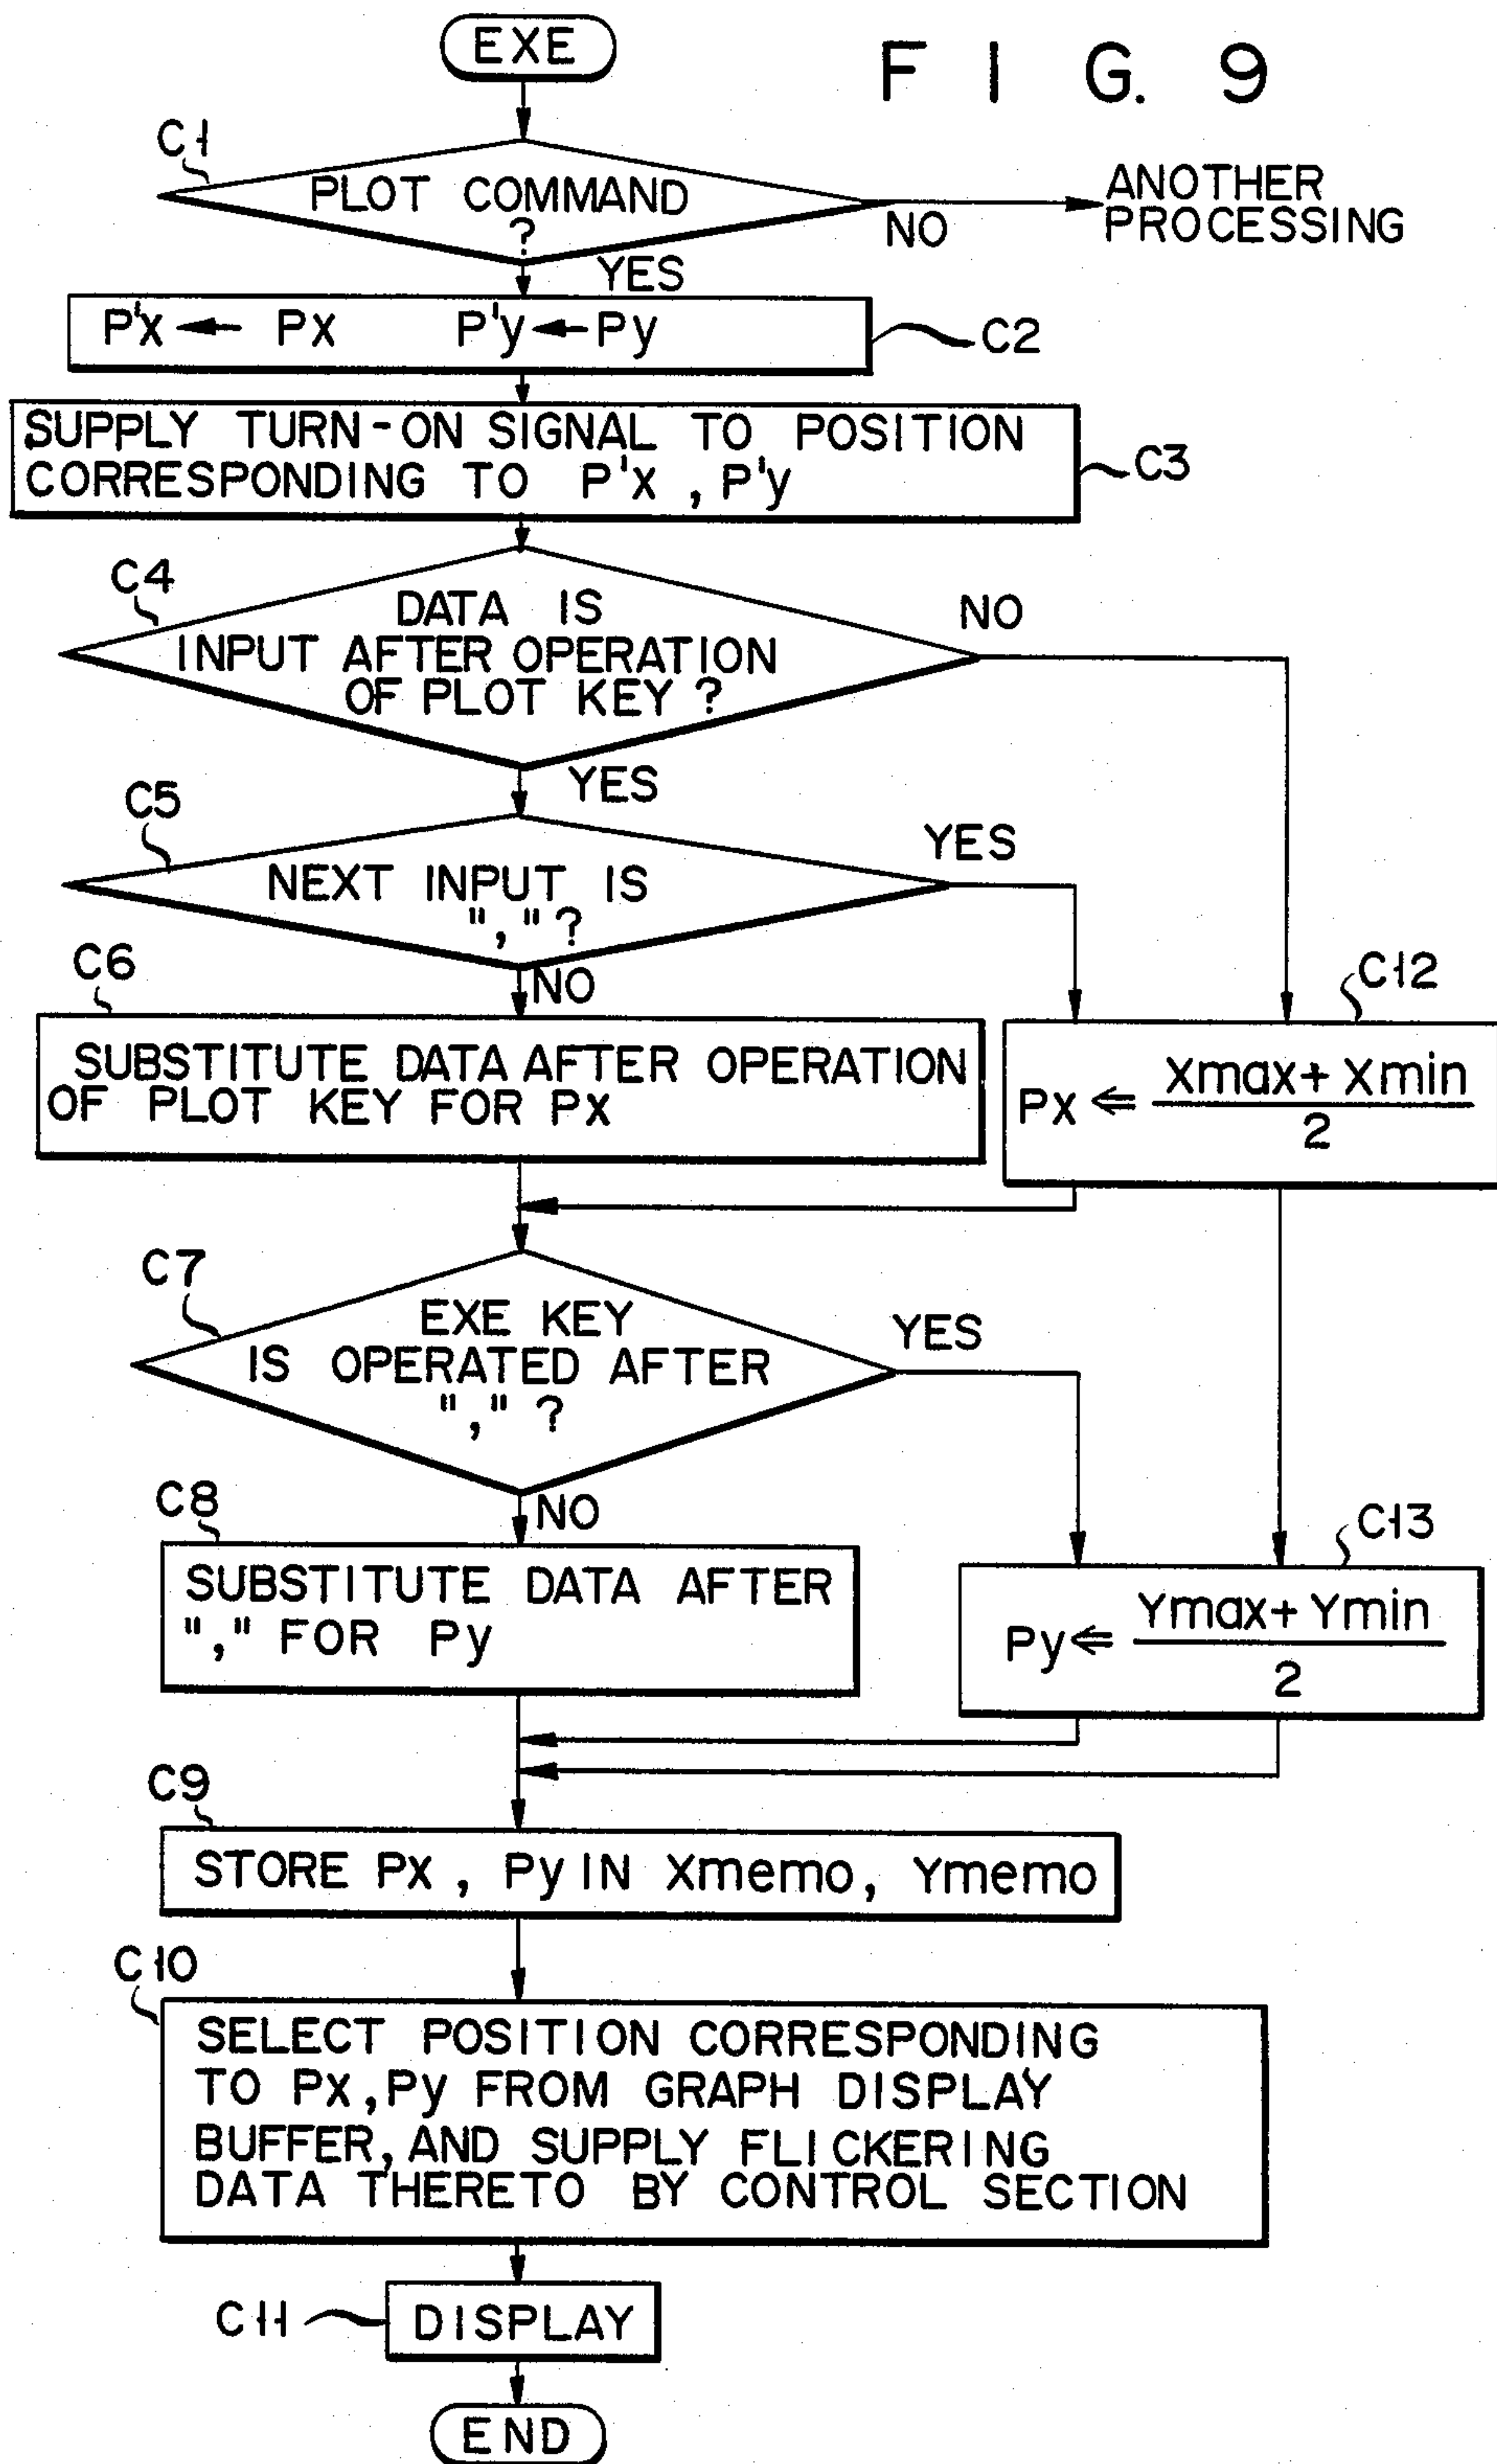 EXE
F I G. 9
C1
PLOT COMMAND
?
NO
ANOTHER
PROCESSING
YES
P'x ← Px P'y ← Py
C2
SUPPLY TURN-ON SIGNAL TO POSITION
CORRESPONDING TO P'x , P'y
C3
C4
DATA IS
INPUT AFTER OPERATION
OF PLOT KEY ?
NO
YES
C5
NEXT INPUT IS
"," ?
YES
NO
C6
SUBSTITUTE DATA AFTER OPERATION
OF PLOT KEY FOR Px
C12
Px ⇐ Xmax + Xmin
2
C7
EXE KEY
IS OPERATED AFTER
"," ?
YES
NO
C8
SUBSTITUTE DATA AFTER
"," FOR Py
C13
Py ⇐ Ymax + Ymin
2
C9
STORE Px , Py IN Xmemo, Ymemo
C10
SELECT POSITION CORRESPONDING
TO Px, Py FROM GRAPH DISPLAY
BUFFER, AND SUPPLY FLICKERING
DATA THERETO BY CONTROL SECTION
C11
DISPLAY
END